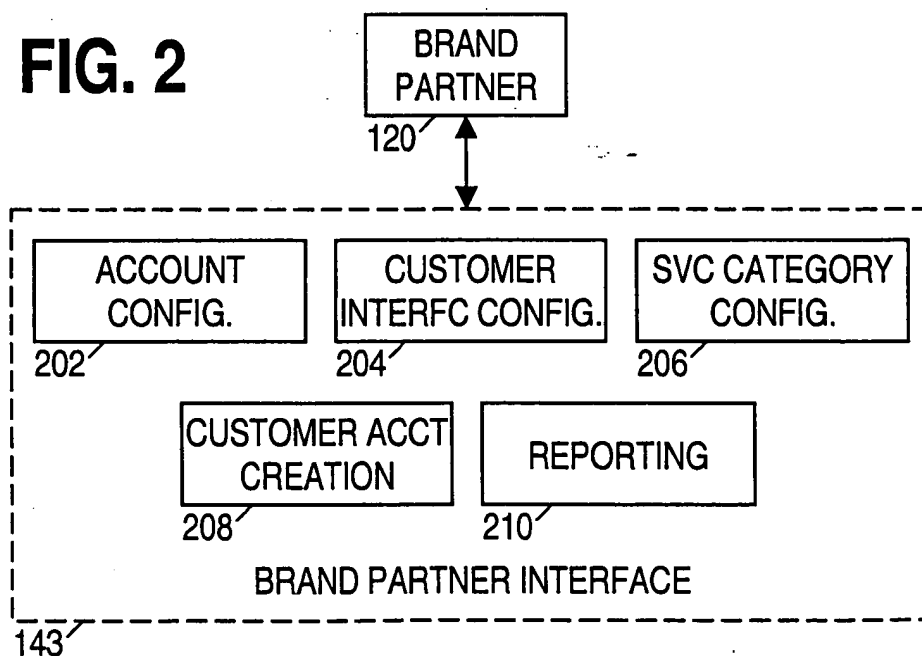 FIG. 2
BRAND
PARTNER
120
ACCOUNT
CONFIG.
202
CUSTOMER
INTERFC CONFIG.
204
SVC CATEGORY
CONFIG.
206
CUSTOMER ACCT
CREATION
208
REPORTING
210
BRAND PARTNER INTERFACE
143